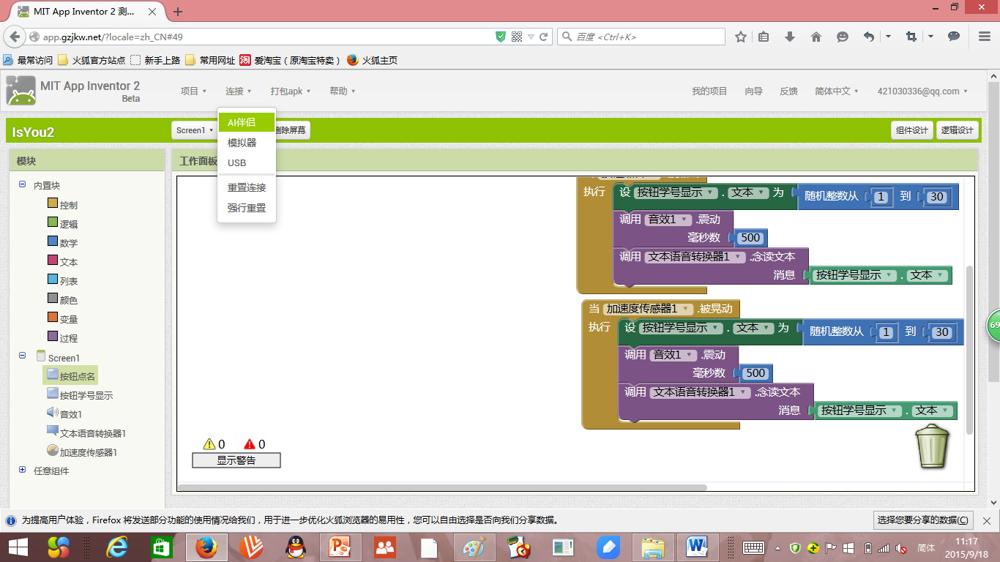 MIT App Inventor 2 测...
app.gzjkw.net/?locale=zh_CN#49
百度 <Ctrl+K>
最常访问 火狐官方站点 新手上路 常用网址 淘 爱淘宝（原淘宝特卖） 火狐主页
MIT App Inventor 2
Beta
项目 连接 打包apk 帮助
我的项目 向导 反馈 简体中文 421030336@qq.com
IsYou2
Screen1 删除屏幕
组件设计 逻辑设计
AI伴侣
模拟器
USB
重置连接
强行重置
模块
工作面板
内置块
控制
逻辑
数学
文本
列表
颜色
变量
过程
Screen1
按钮点名
按钮学号显示
音效1
文本语音转换器1
加速度传感器1
任意组件
执行 设 按钮学号显示 . 文本 为 随机整数从 1 到 30
调用 音效1 .震动
毫秒数 500
调用 文本语音转换器1 .念读文本
消息 按钮学号显示 . 文本
当 加速度传感器1 .被晃动
执行 设 按钮学号显示 . 文本 为 随机整数从 1 到 30
调用 音效1 .震动
毫秒数 500
调用 文本语音转换器1 .念读文本
消息 按钮学号显示 . 文本
0 0
显示警告
69
为提高用户体验，Firefox 将发送部分功能的使用情况给我们，用于进一步优化火狐浏览器的易用性，您可以自由选择是否向我们分享数据。
选择您要分享的数据(C)
简体
11:17
2015/9/18